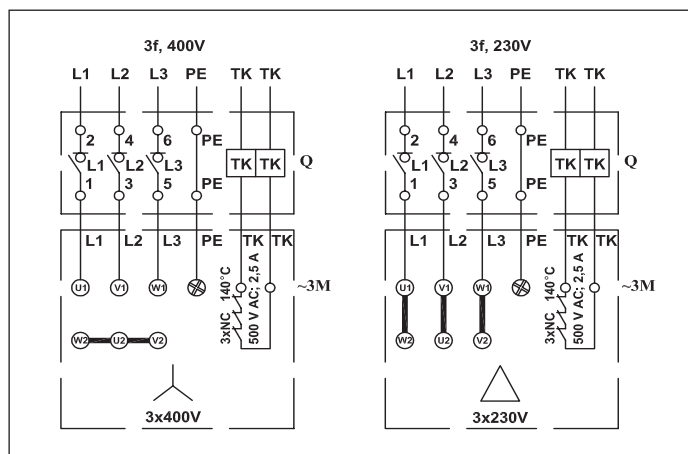 3f, 400V
L1 L2 L3 PE TK TK
2 4 6 PE
L1 L2 L3 TK TK Q
1 3 5 PE
L1 L2 L3 PE TK TK
U1 V1 W1 ~3M
3xNC 140°C
500 V AC; 2,5 A
W2 U2 V2
3x400V
3f, 230V
L1 L2 L3 PE TK TK
2 4 6 PE
L1 L2 L3 TK TK Q
1 3 5 PE
L1 L2 L3 PE TK TK
U1 V1 W1 ~3M
3xNC 140°C
500 V AC; 2,5 A
W2 U2 V2
3x230V